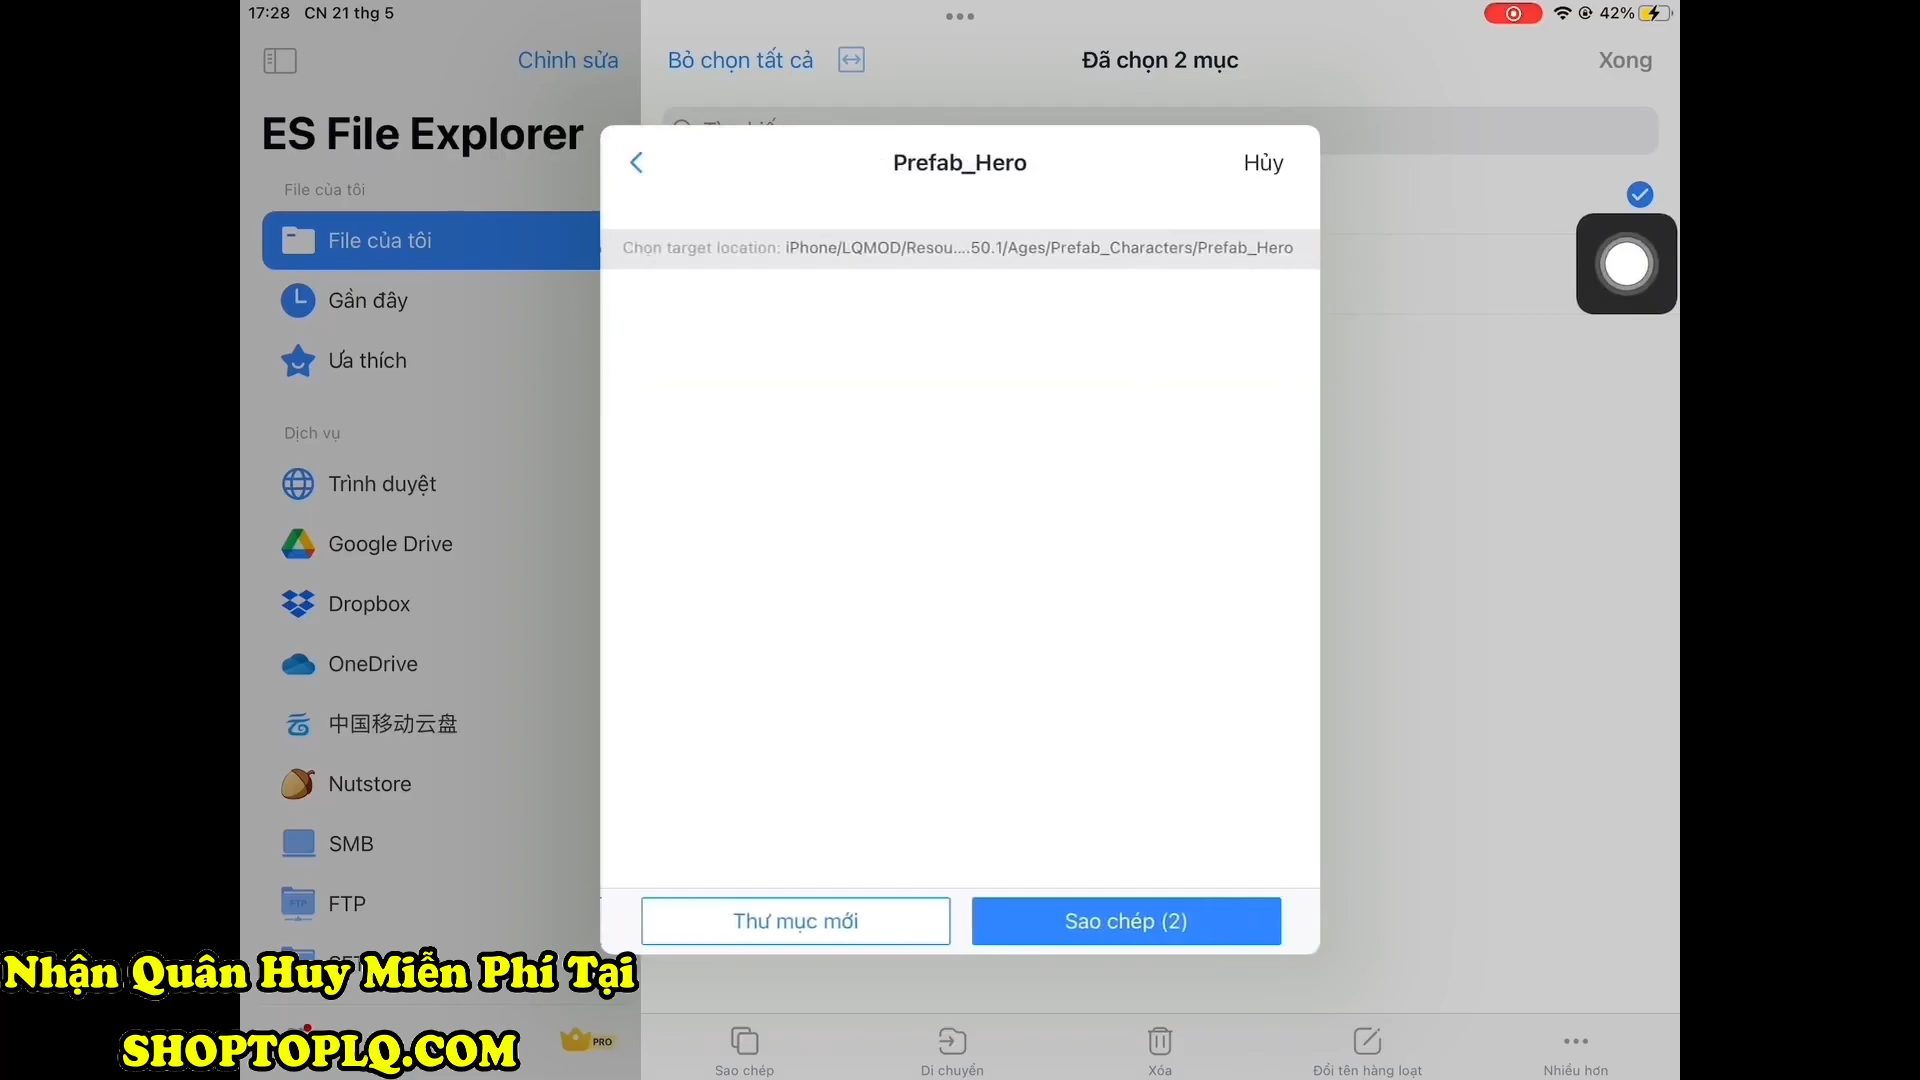 17:28 CN 21 thg 5
42%
Chỉnh sửa
Bỏ chọn tất cả
Đã chọn 2 mục
Xong
ES File Explorer
File của tôi
File của tôi
Gần đây
Ưa thích
Dịch vụ
Trình duyệt
Google Drive
Dropbox
OneDrive
中国移动云盘
Nutstore
SMB
FTP
PRO
Prefab_Hero
Hủy
Chọn target location: iPhone/LQMOD/Resou....50.1/Ages/Prefab_Characters/Prefab_Hero
Thư mục mới
Sao chép (2)
Sao chép
Di chuyển
Xóa
Đổi tên hàng loạt
Nhiều hơn
Nhận Quân Huy Miễn Phí Tại
SHOPTOPLQ.COM